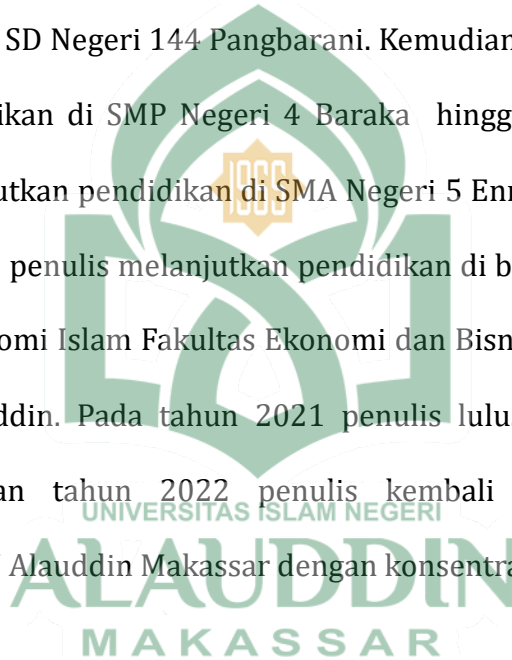 SD Negeri 144 Pangbarani. Kemudian
ikan di SMP Negeri 4 Baraka hingg
utkan pendidikan di SMA Negeri 5 Enr
1965
penulis melanjutkan pendidikan di b
omi Islam Fakultas Ekonomi dan Bisn
ddin. Pada tahun 2021 penulis lulu
an tahun 2022 penulis kembali
UNIVERSITAS ISLAM NEGERI
Alauddin Makassar dengan konsentra
ALAUDDIN
MAKASSAR